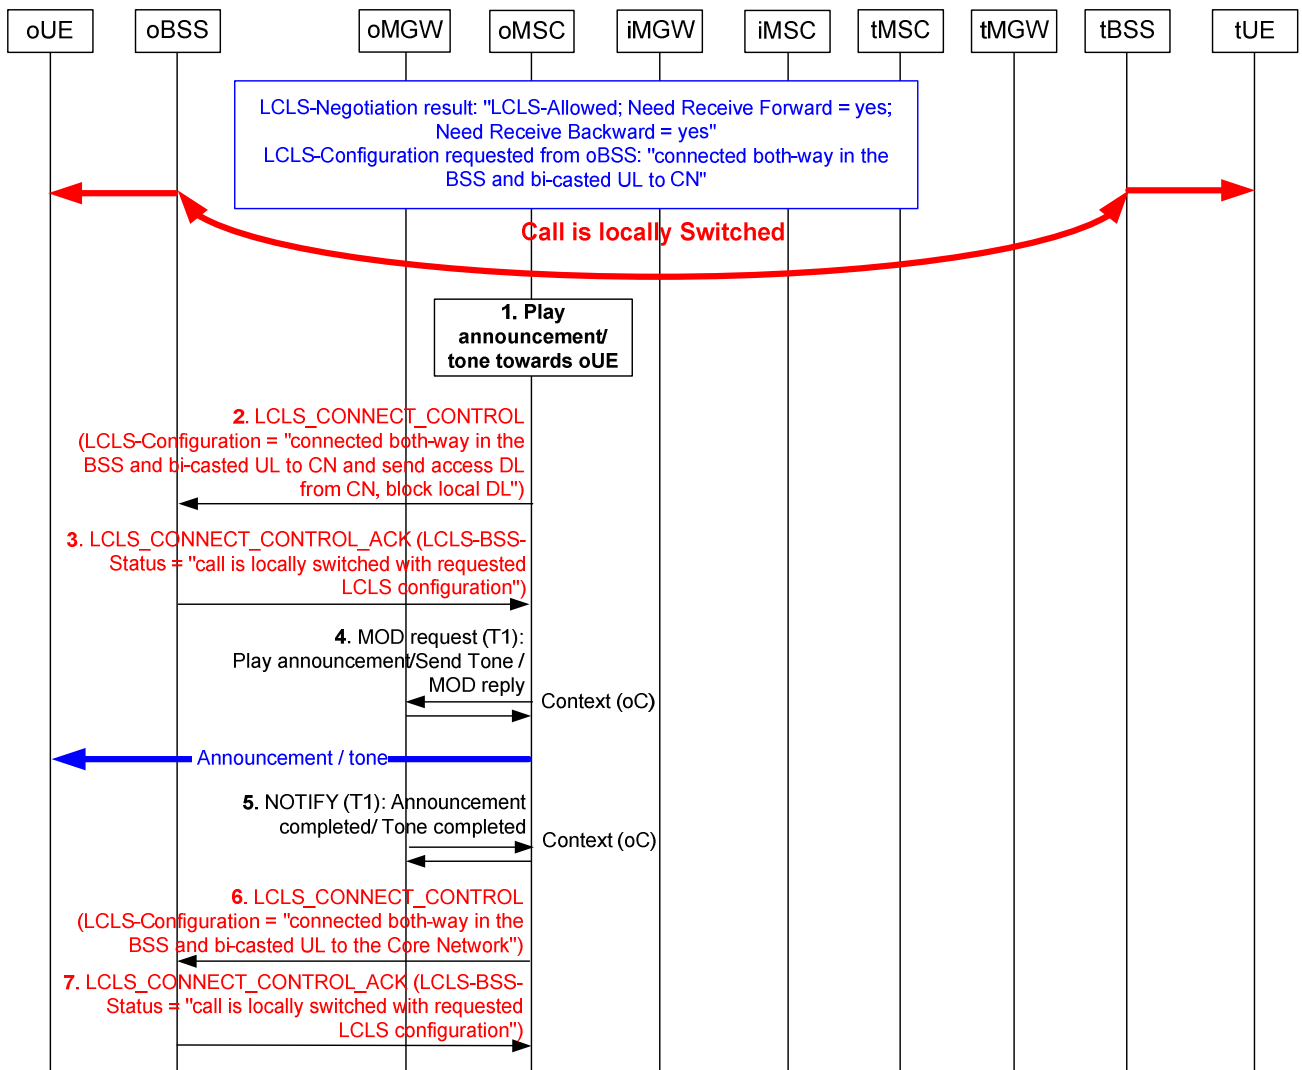 oUE oBSS oMGW oMSC iMGW iMSC tMSC tMGW tBSS tUE
LCLS-Negotiation result: "LCLS-Allowed; Need Receive Forward = yes;
Need Receive Backward = yes"
LCLS-Configuration requested from oBSS: "connected both-way in the
BSS and bi-casted UL to CN"
Call is locally Switched
1. Play
announcement/
tone towards oUE
2. LCLS_CONNECT_CONTROL
(LCLS-Configuration = "connected both-way in the
BSS and bi-casted UL to CN and send access DL
from CN, block local DL")
3. LCLS_CONNECT_CONTROL_ACK (LCLS-BSS-
Status = "call is locally switched with requested
LCLS configuration")
4. MOD request (T1):
Play announcement/Send Tone /
MOD reply
Context (oC)
Announcement / tone
5. NOTIFY (T1): Announcement
completed/ Tone completed
Context (oC)
6. LCLS_CONNECT_CONTROL
(LCLS-Configuration = "connected both-way in the
BSS and bi-casted UL to the Core Network")
7. LCLS_CONNECT_CONTROL_ACK (LCLS-BSS-
Status = "call is locally switched with requested
LCLS configuration")